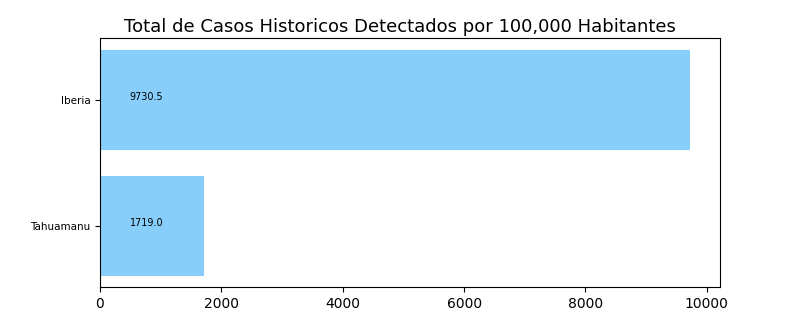 Total de Casos Historicos Detectados por 100,000 Habitantes
Iberia
9730.5
Tahuamanu
1719.0
0 2000 4000 6000 8000 10000